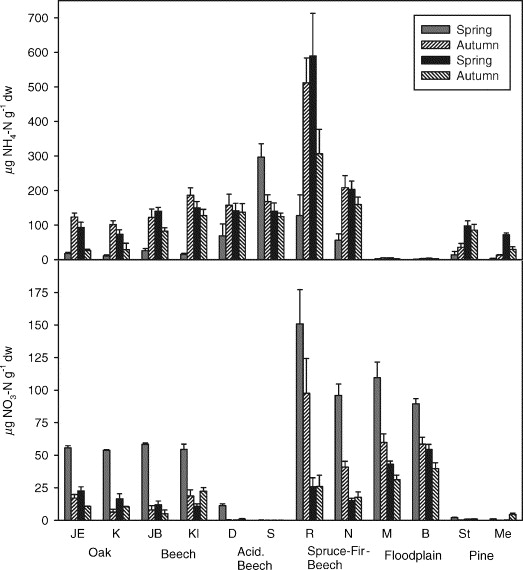 700
600
500
400
300
200
100
0
µg NH₄-N g⁻¹ dw
Spring
Autumn
Spring
Autumn
175
150
125
100
75
50
25
0
µg NO₃-N g⁻¹ dw
JE K JB Kl D S R N M B St Me
Oak Beech Acid. Spruce-Fir- Floodplain Pine
Beech Beech